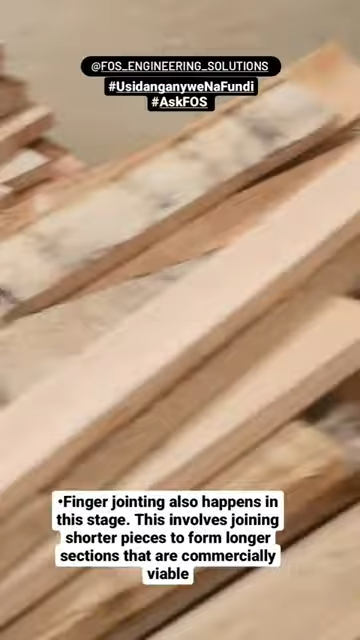 @FOS_ENGINEERING_SOLUTIONS
#UsidanganyweNaFundi
#AskFOS
•Finger jointing also happens in
this stage. This involves joining
shorter pieces to form longer
sections that are commercially
viable